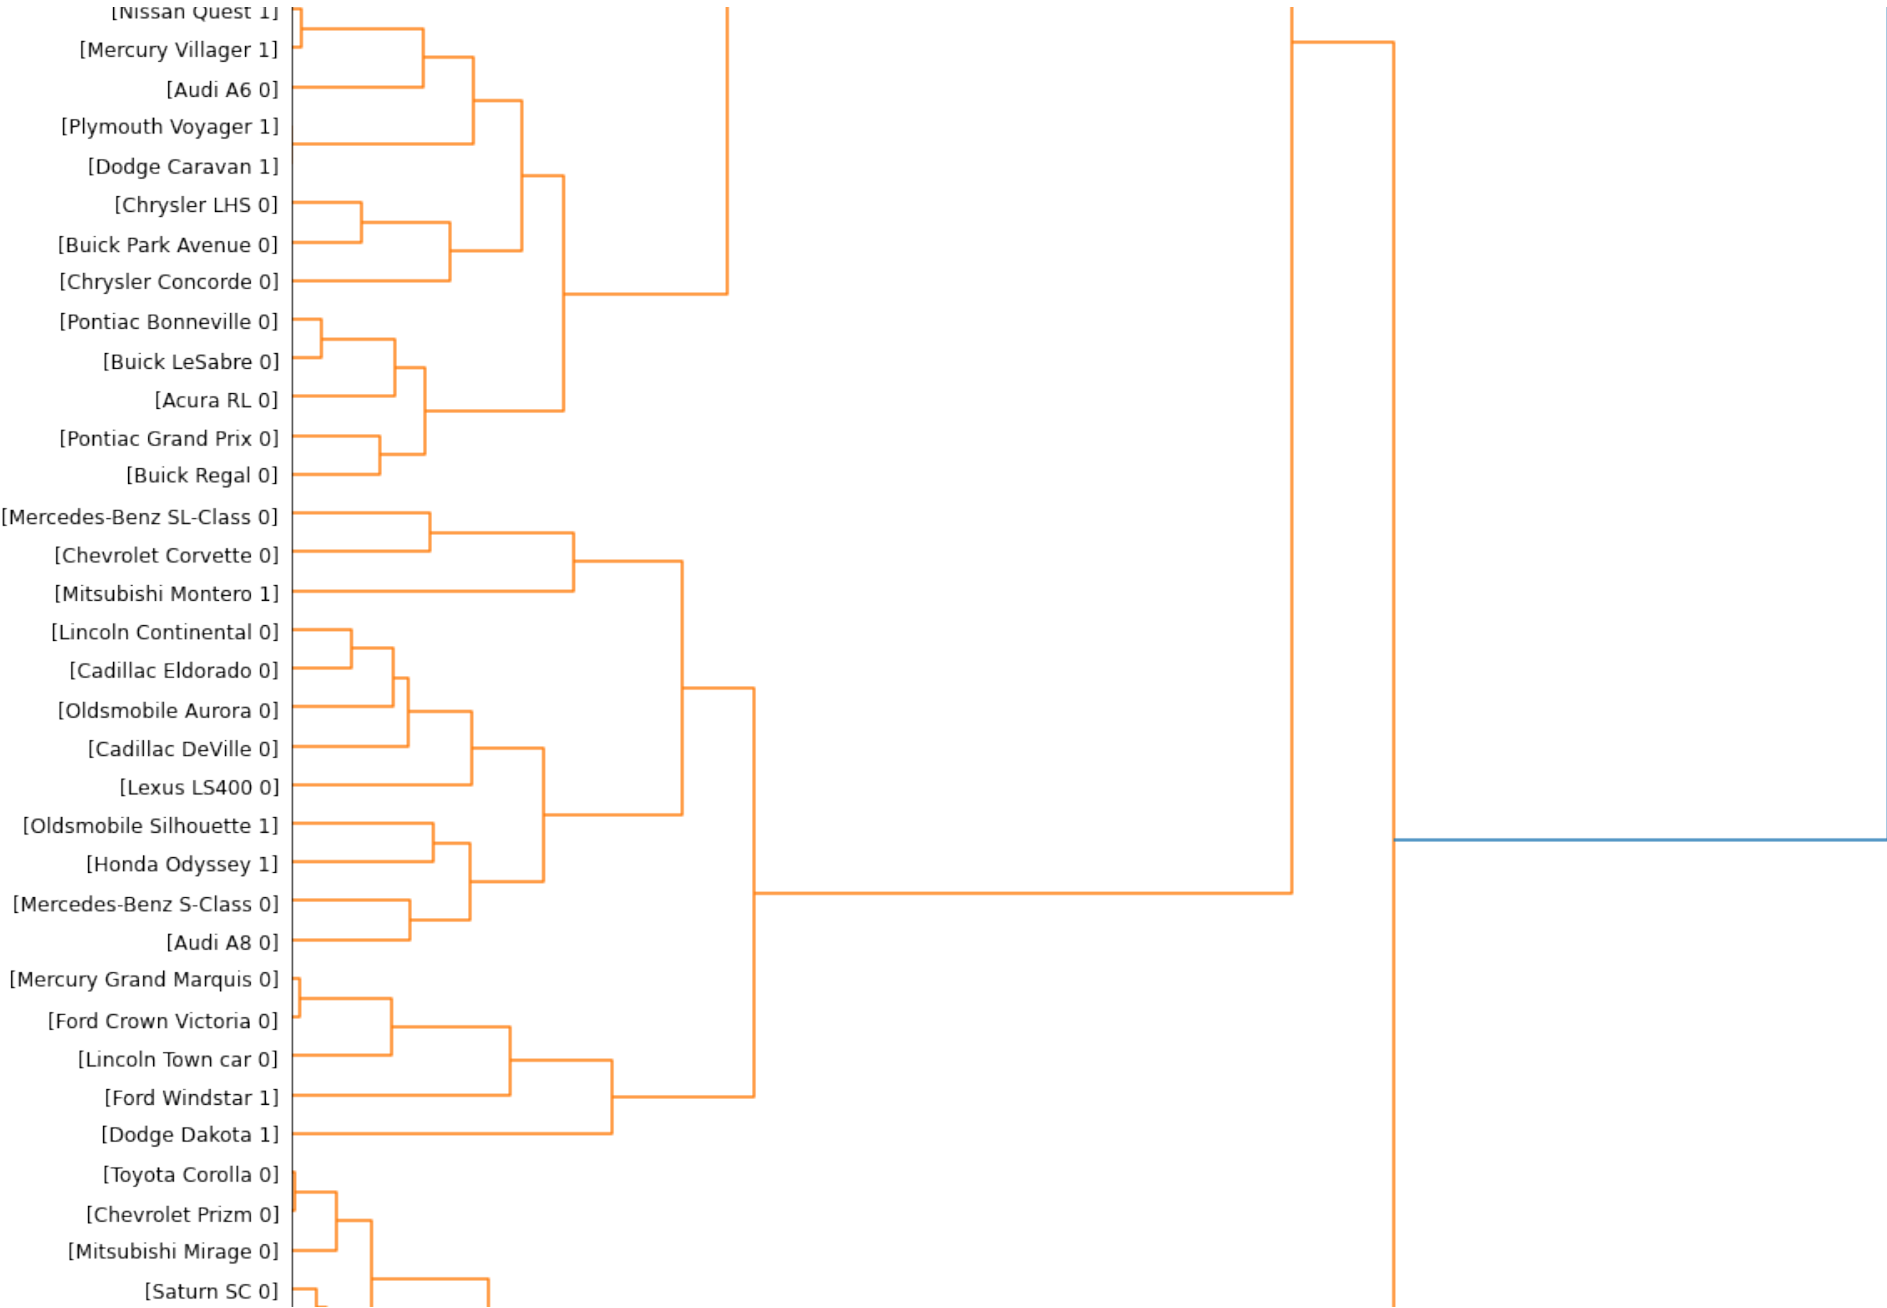 [Nissan Quest 1]
[Mercury Villager 1]
[Audi A6 0]
[Plymouth Voyager 1]
[Dodge Caravan 1]
[Chrysler LHS 0]
[Buick Park Avenue 0]
[Chrysler Concorde 0]
[Pontiac Bonneville 0]
[Buick LeSabre 0]
[Acura RL 0]
[Pontiac Grand Prix 0]
[Buick Regal 0]
[Mercedes-Benz SL-Class 0]
[Chevrolet Corvette 0]
[Mitsubishi Montero 1]
[Lincoln Continental 0]
[Cadillac Eldorado 0]
[Oldsmobile Aurora 0]
[Cadillac DeVille 0]
[Lexus LS400 0]
[Oldsmobile Silhouette 1]
[Honda Odyssey 1]
[Mercedes-Benz S-Class 0]
[Audi A8 0]
[Mercury Grand Marquis 0]
[Ford Crown Victoria 0]
[Lincoln Town car 0]
[Ford Windstar 1]
[Dodge Dakota 1]
[Toyota Corolla 0]
[Chevrolet Prizm 0]
[Mitsubishi Mirage 0]
[Saturn SC 0]